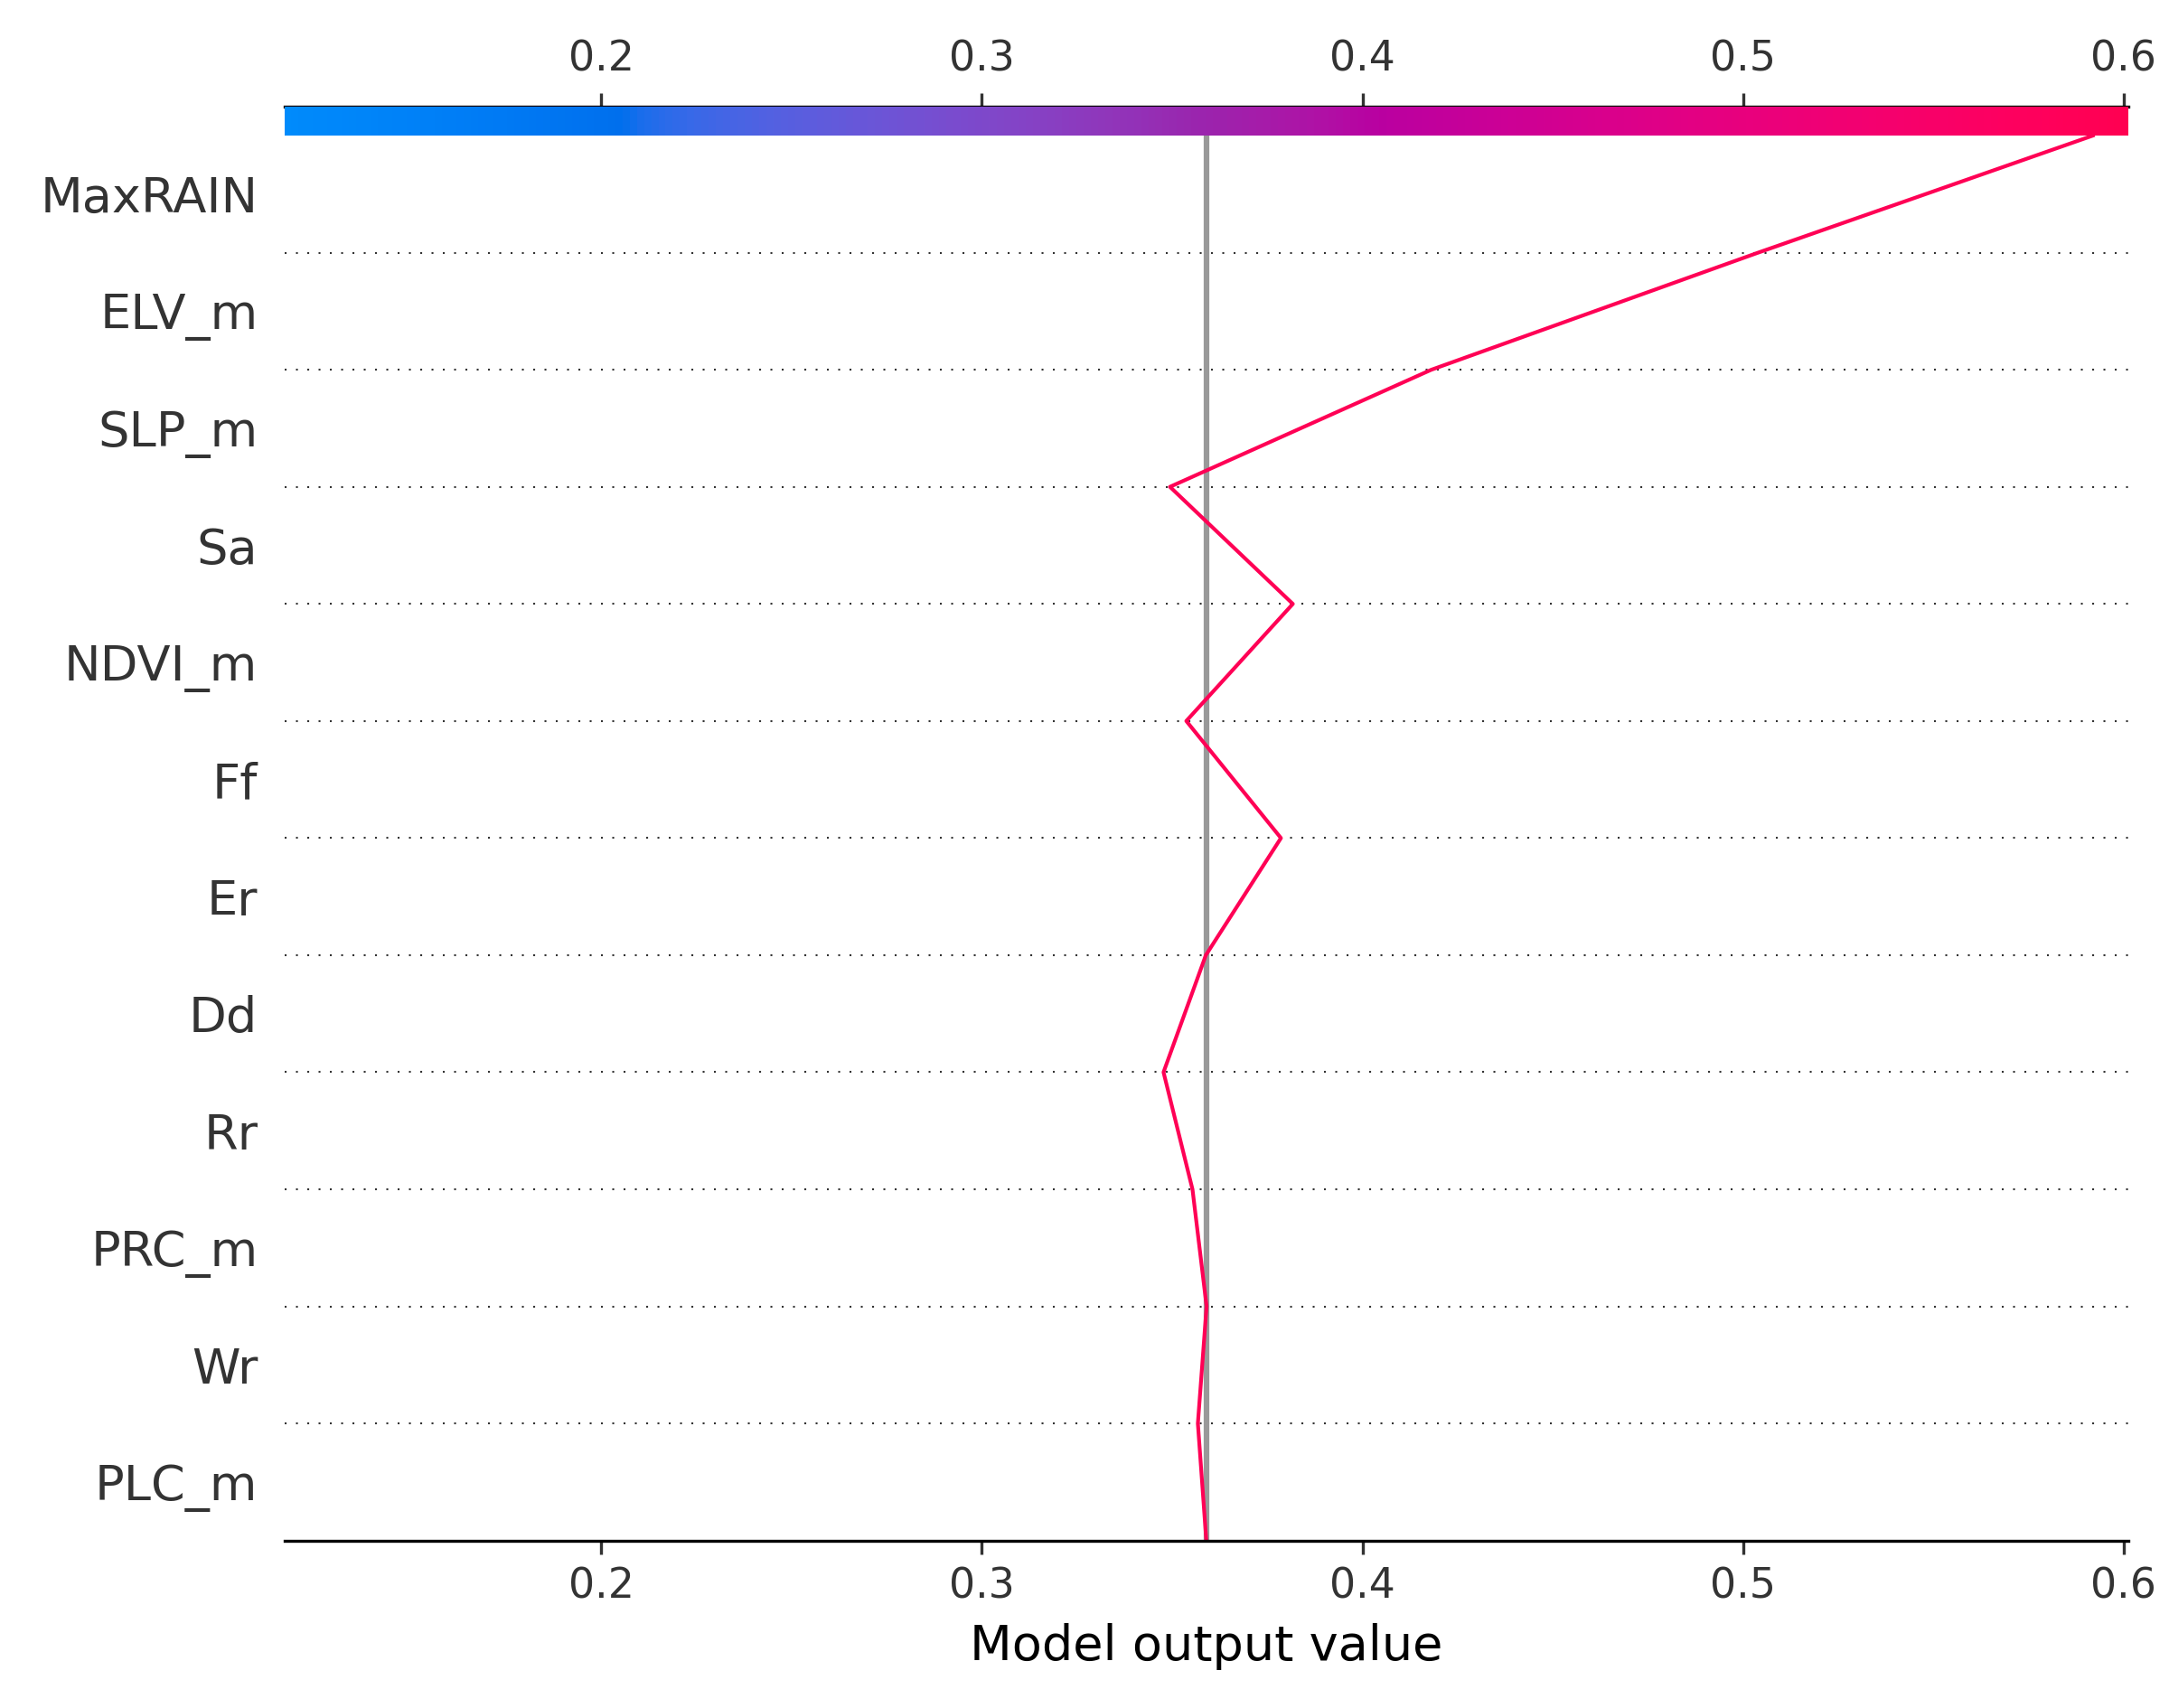 0.2 0.3 0.4 0.5 0.6
MaxRAIN
ELV_m
SLP_m
Sa
NDVI_m
Ff
Er
Dd
Rr
PRC_m
Wr
PLC_m
0.2 0.3 0.4 0.5 0.6
Model output value